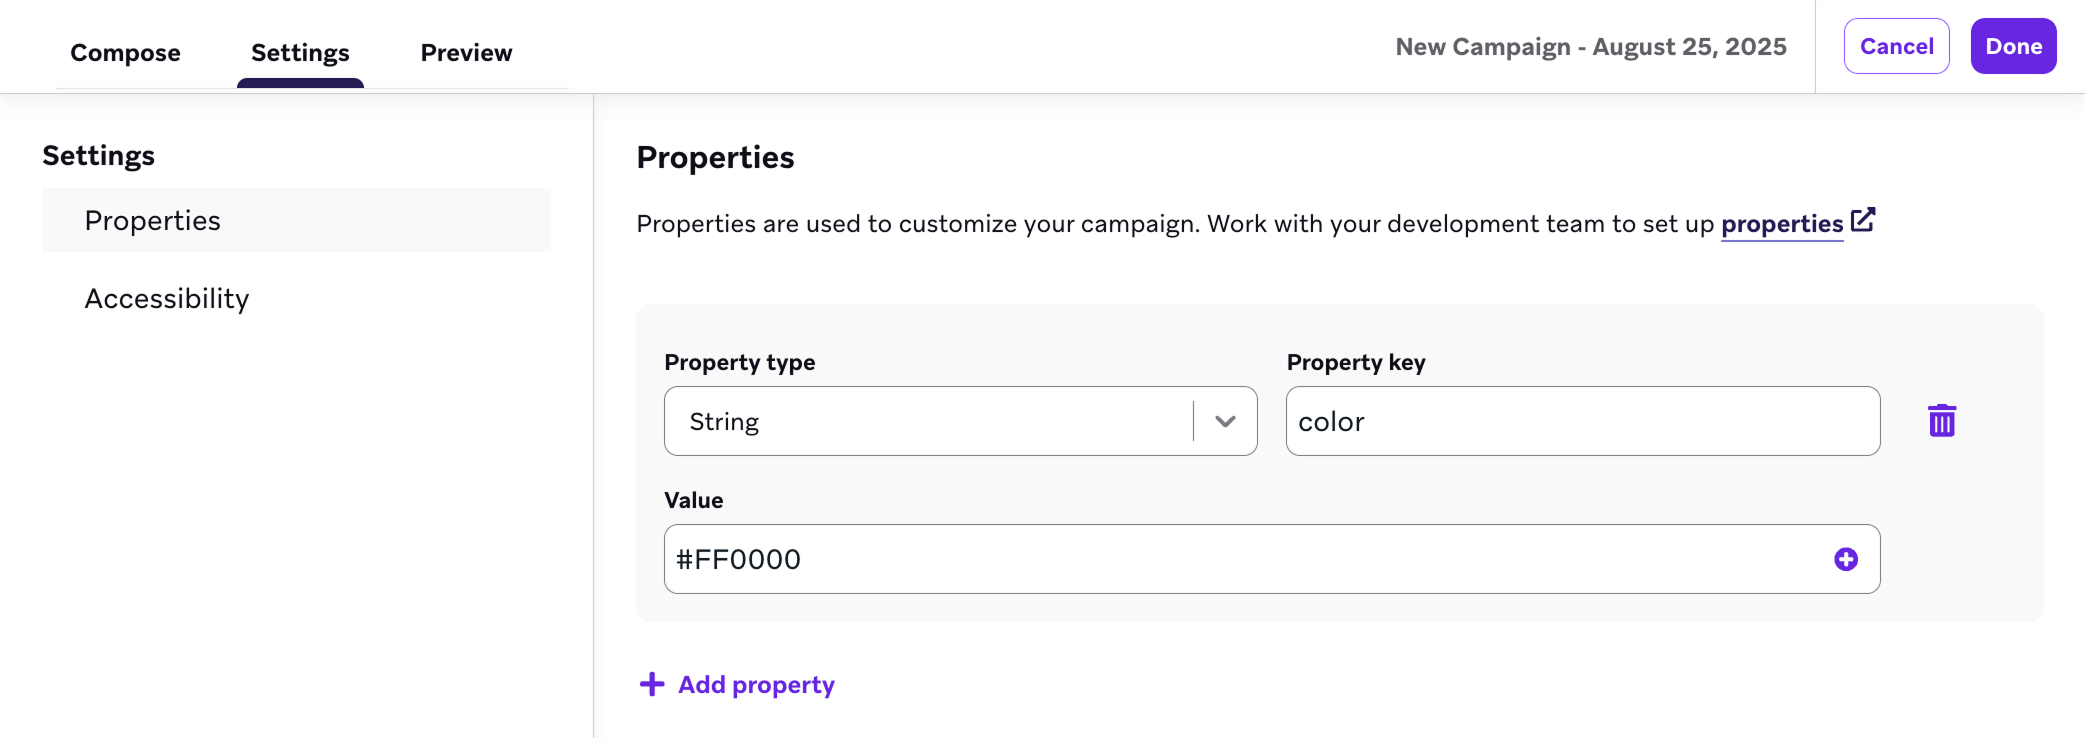 Compose Settings Preview New Campaign - August 25, 2025 Cancel Done
Settings
Properties
Accessibility
Properties
Properties are used to customize your campaign. Work with your development team to set up properties
Property type Property key
String color
Value
#FF0000
Add property